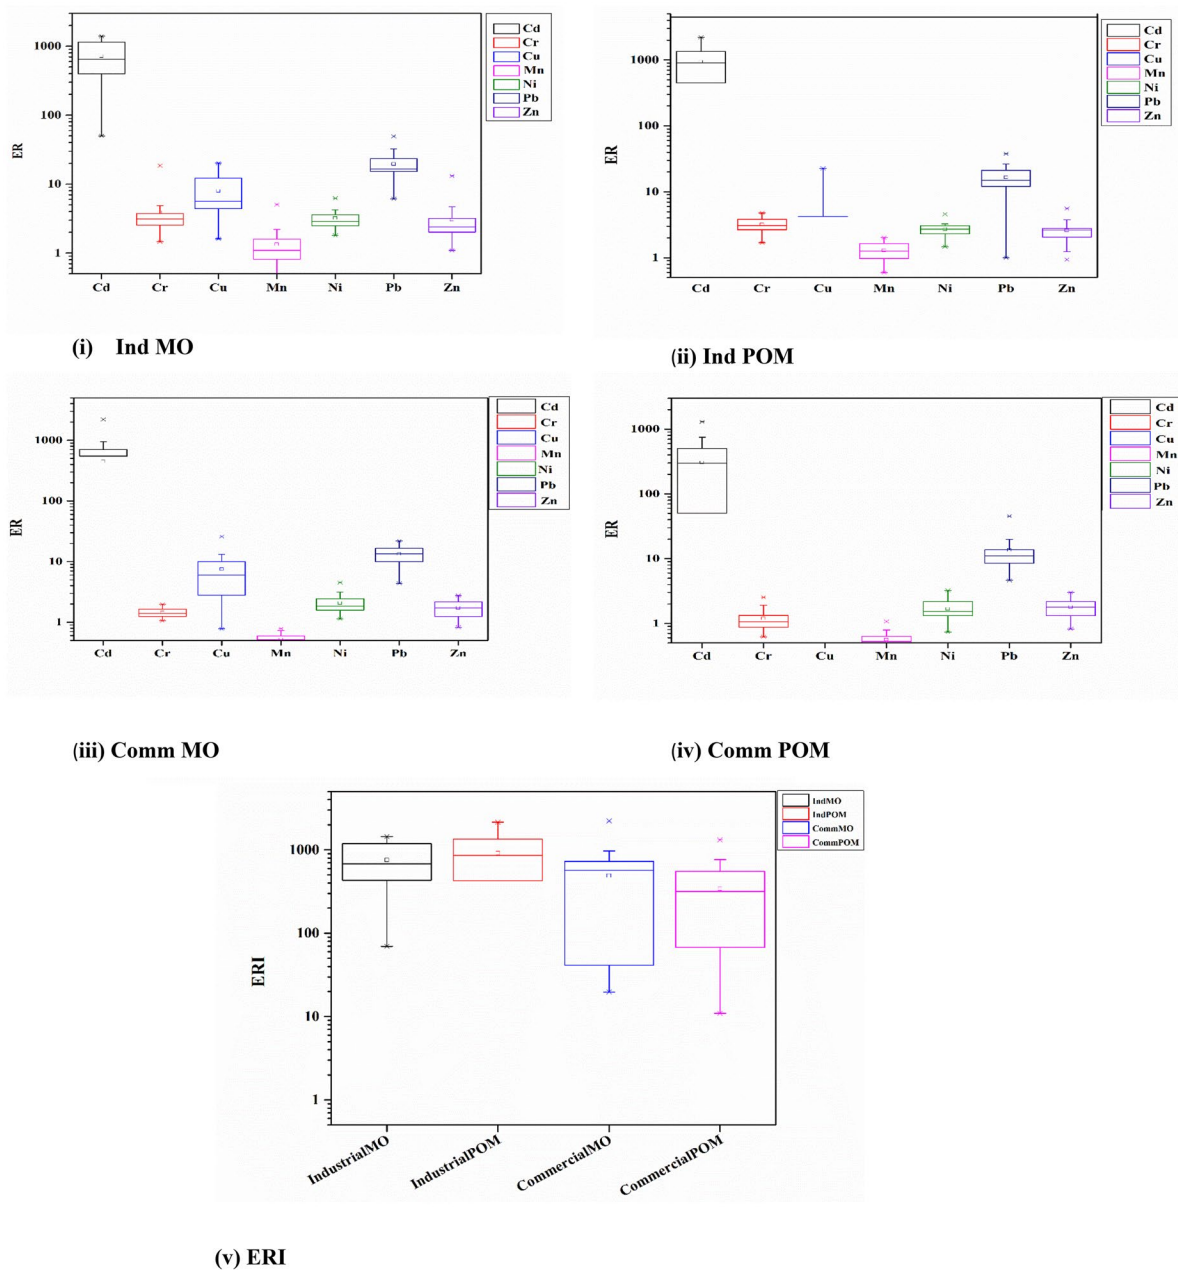 Cd
Cr
Cu
Mn
Ni
Pb
Zn
1000
100
10
1
ER
Cd Cr Cu Mn Ni Pb Zn
(i) Ind MO
Cd
Cr
Cu
Mn
Ni
Pb
Zn
1000
100
10
1
ER
Cd Cr Cu Mn Ni Pb Zn
(ii) Ind POM
Cd
Cr
Cu
Mn
Ni
Pb
Zn
1000
100
10
1
ER
Cd Cr Cu Mn Ni Pb Zn
(iii) Comm MO
Cd
Cr
Cu
Mn
Ni
Pb
Zn
1000
100
10
1
ER
Cd Cr Cu Mn Ni Pb Zn
(iv) Comm POM
IndMO
IndPOM
CommMO
CommPOM
1000
100
10
1
ERI
IndustrialMO IndustrialPOM CommercialMO CommercialPOM
(v) ERI